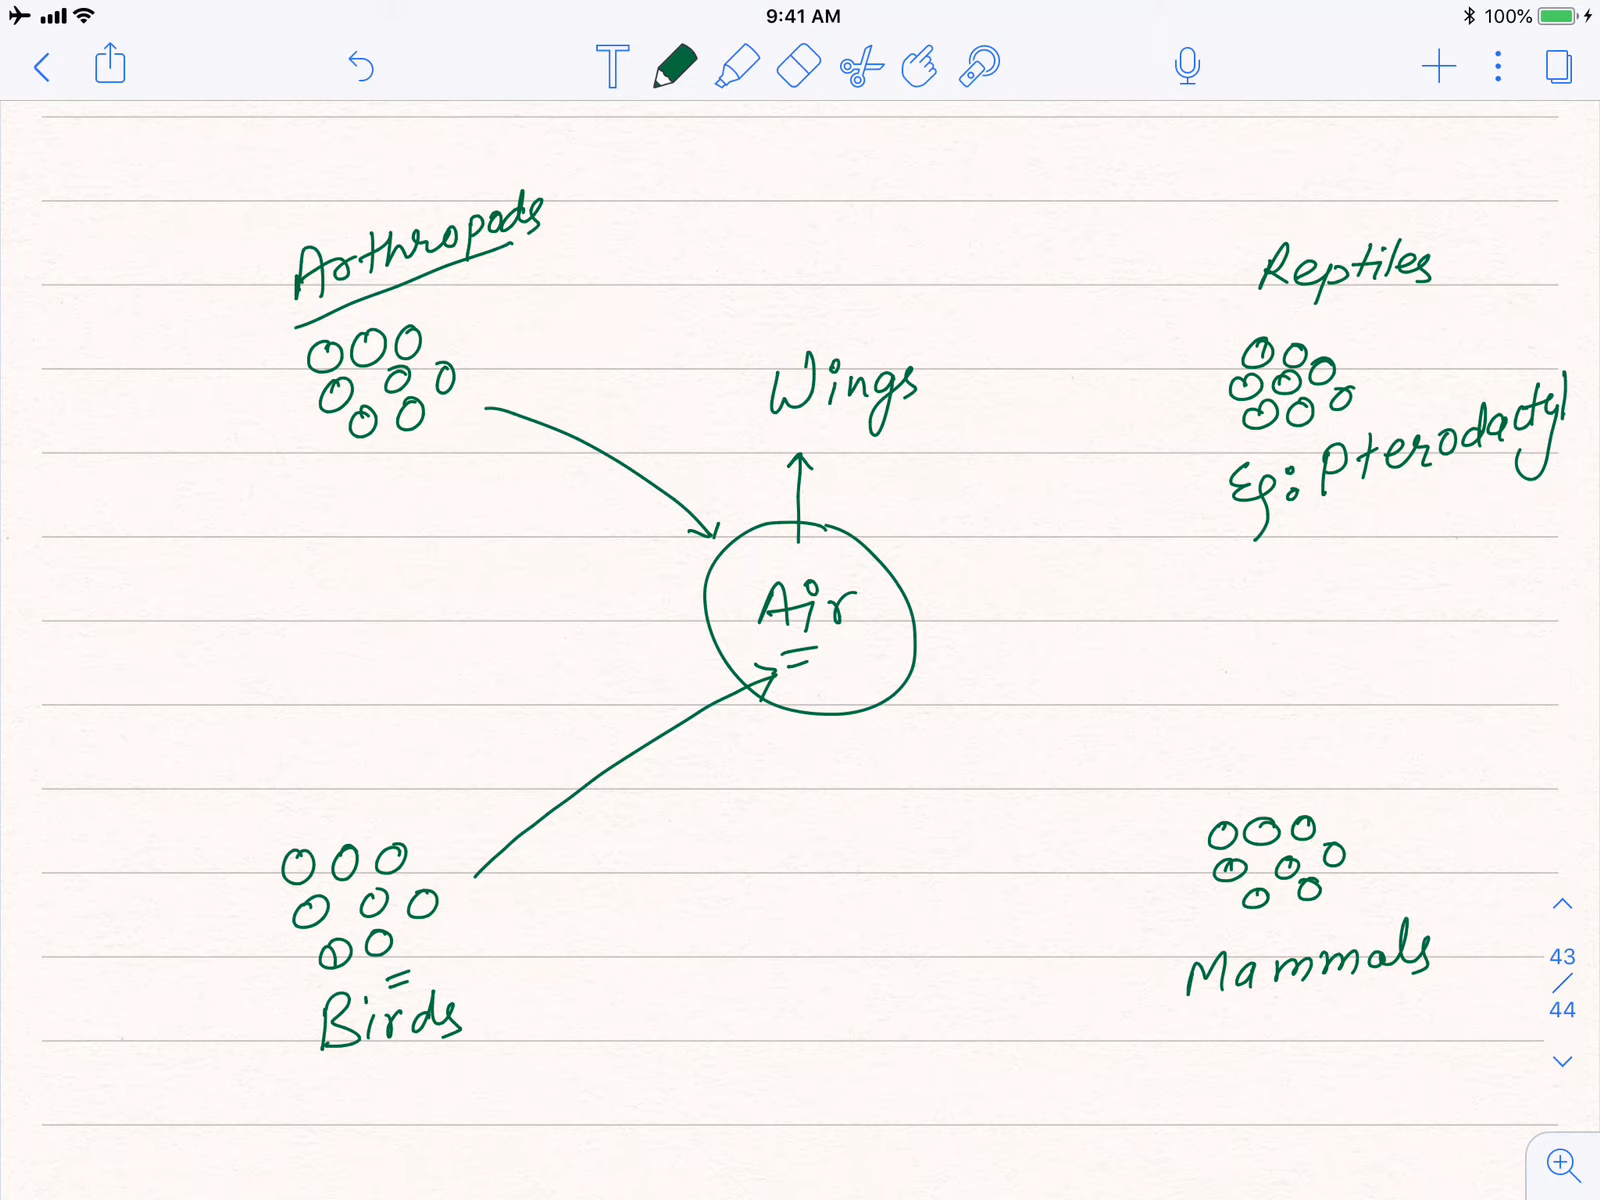 9:41 AM
100%
T
Arthropods
Reptiles
Wings
Eg: Pterodactyl
Air
Birds
Mammals
43
/
44